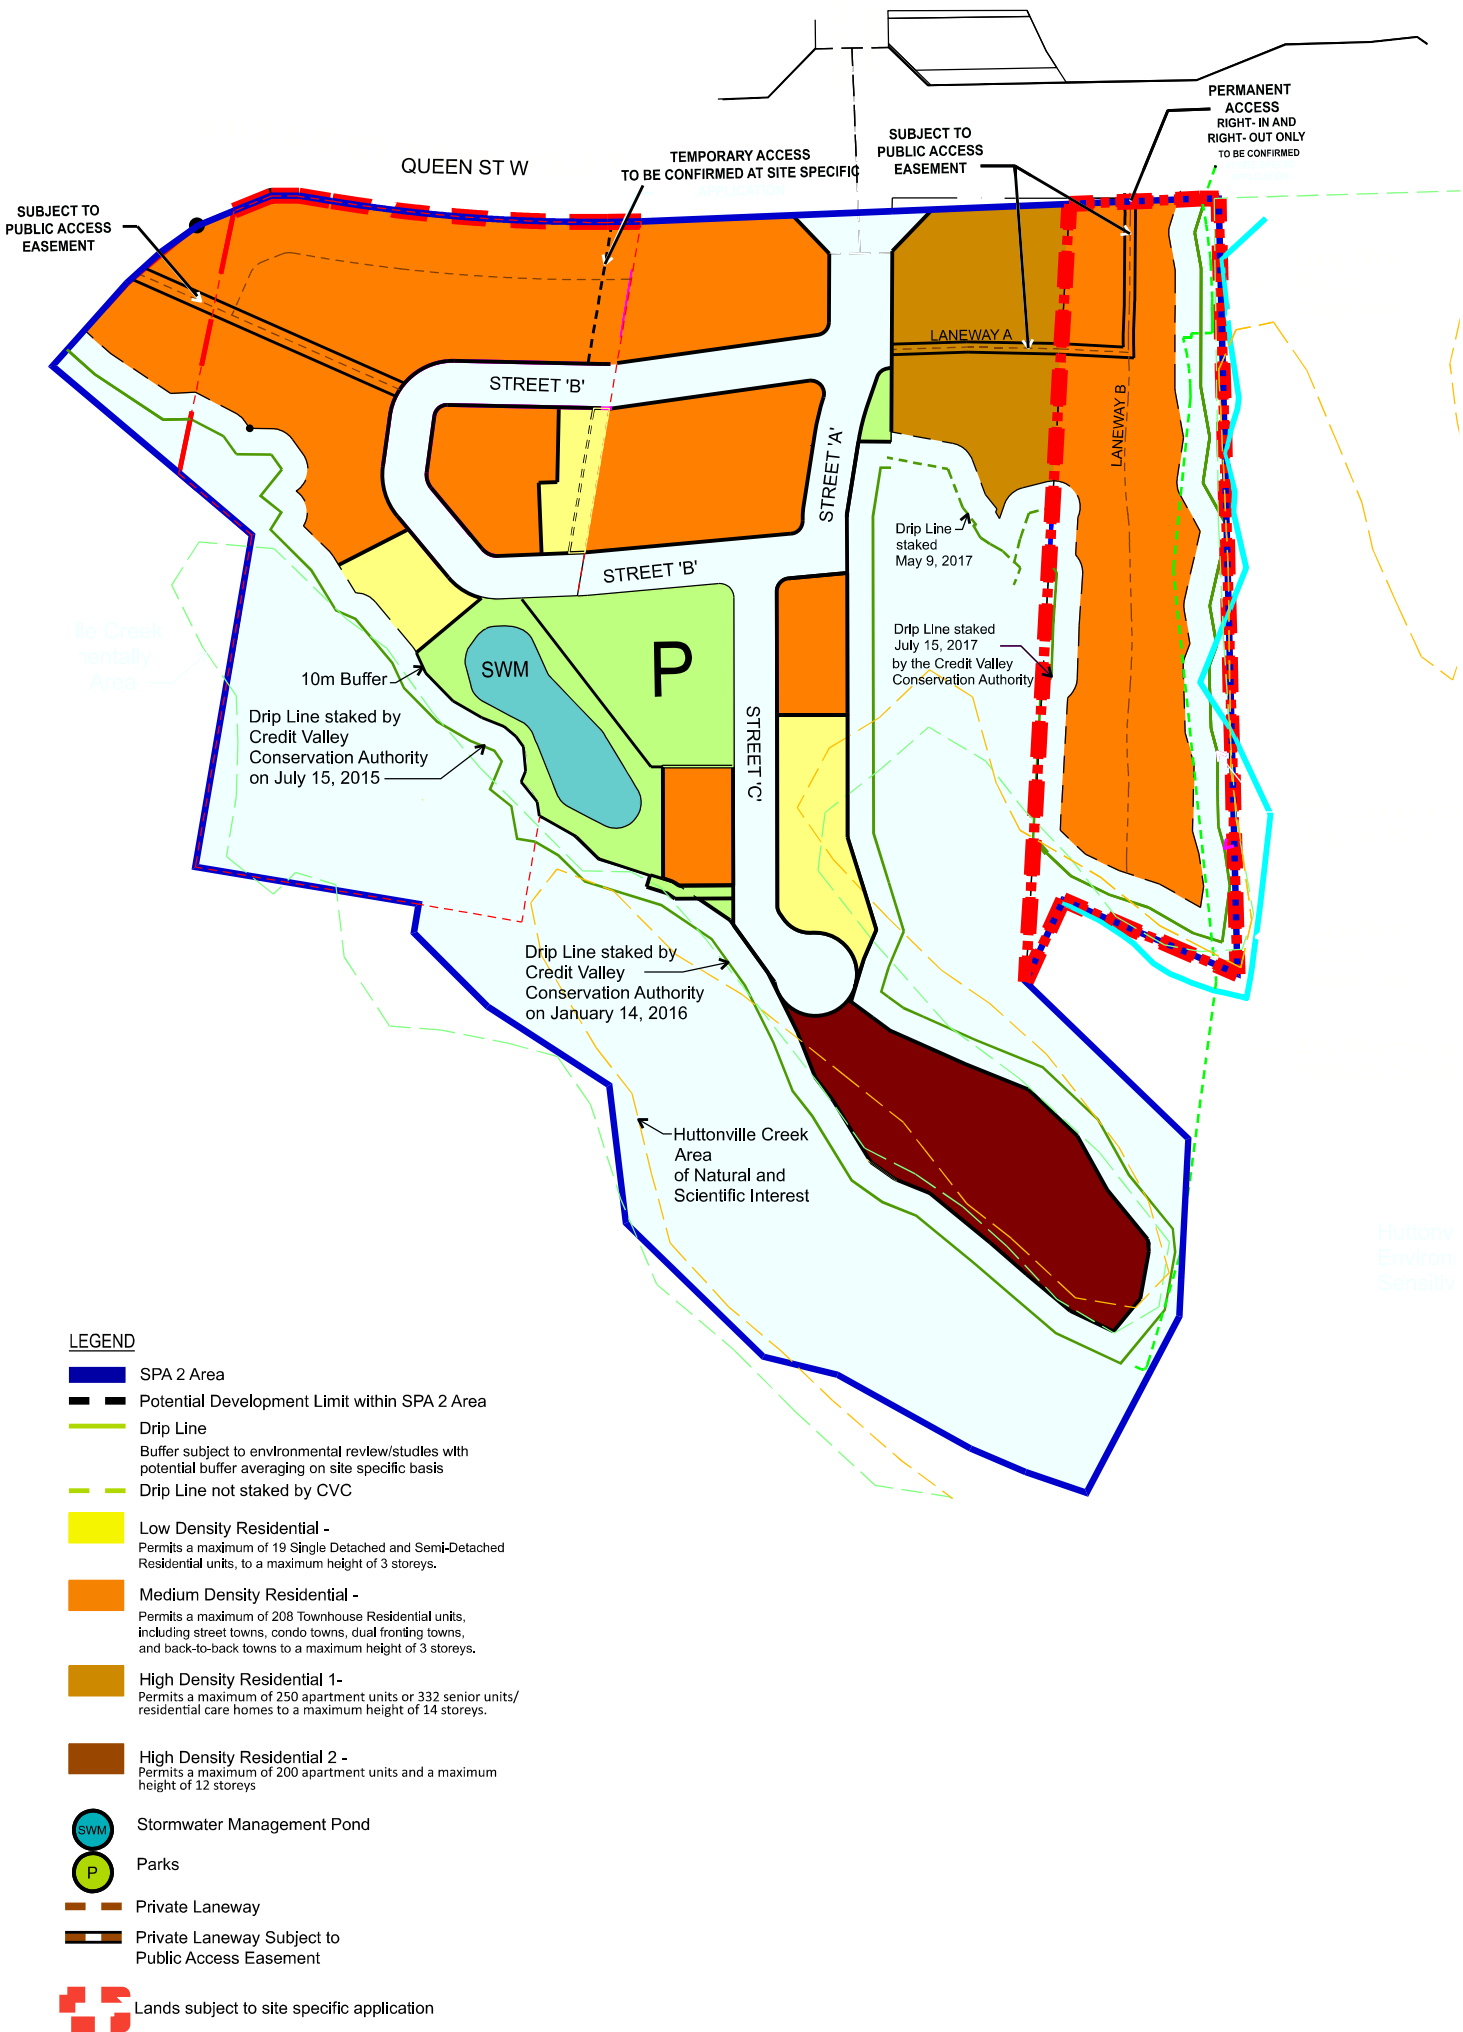 PERMANENT
ACCESS
RIGHT- IN AND
RIGHT- OUT ONLY
TO BE CONFIRMED
SUBJECT TO
PUBLIC ACCESS
EASEMENT
TEMPORARY ACCESS
TO BE CONFIRMED AT SITE SPECIFIC
QUEEN ST W
SUBJECT TO
PUBLIC ACCESS
EASEMENT
LANEWAY A
LANEWAY B
STREET 'B'
STREET 'A'
STREET 'B'
STREET 'C'
Drip Line
staked
May 9, 2017
Drip Line staked
July 15, 2017
by the Credit Valley
Conservation Authority
P
SWM
10m Buffer
Drip Line staked by
Credit Valley
Conservation Authority
on July 15, 2015
Drip Line staked by
Credit Valley
Conservation Authority
on January 14, 2016
Huttonville Creek
Area
of Natural and
Scientific Interest
LEGEND
SPA 2 Area
Potential Development Limit within SPA 2 Area
Drip Line
Buffer subject to environmental review/studies with
potential buffer averaging on site specific basis
Drip Line not staked by CVC
Low Density Residential -
Permits a maximum of 19 Single Detached and Semi-Detached
Residential units, to a maximum height of 3 storeys.
Medium Density Residential -
Permits a maximum of 208 Townhouse Residential units,
including street towns, condo towns, dual fronting towns,
and back-to-back towns to a maximum height of 3 storeys.
High Density Residential 1-
Permits a maximum of 250 apartment units or 332 senior units/
residential care homes to a maximum height of 14 storeys.
High Density Residential 2 -
Permits a maximum of 200 apartment units and a maximum
height of 12 storeys
SWM
Stormwater Management Pond
P
Parks
Private Laneway
Private Laneway Subject to
Public Access Easement
Lands subject to site specific application